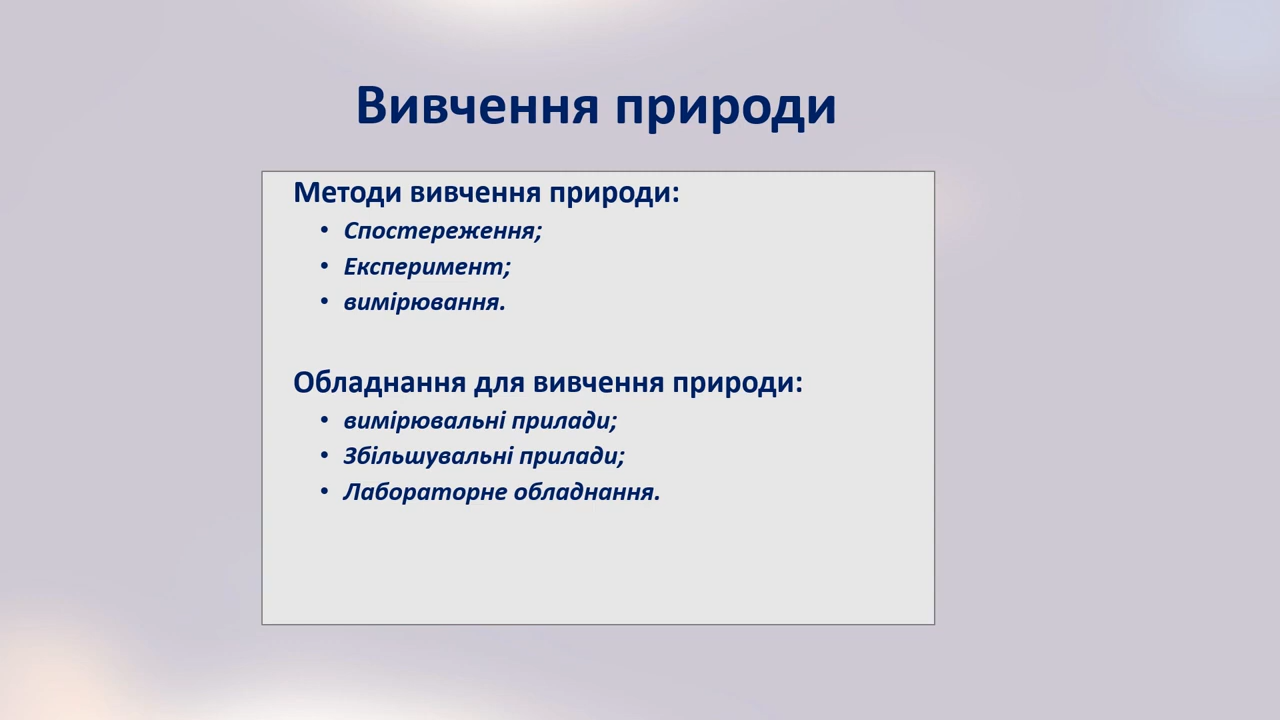 Вивчення природи
Методи вивчення природи:
• Спостереження;
• Експеримент;
• вимірювання.
Обладнання для вивчення природи:
• вимірювальні прилади;
• Збільшувальні прилади;
• Лабораторне обладнання.